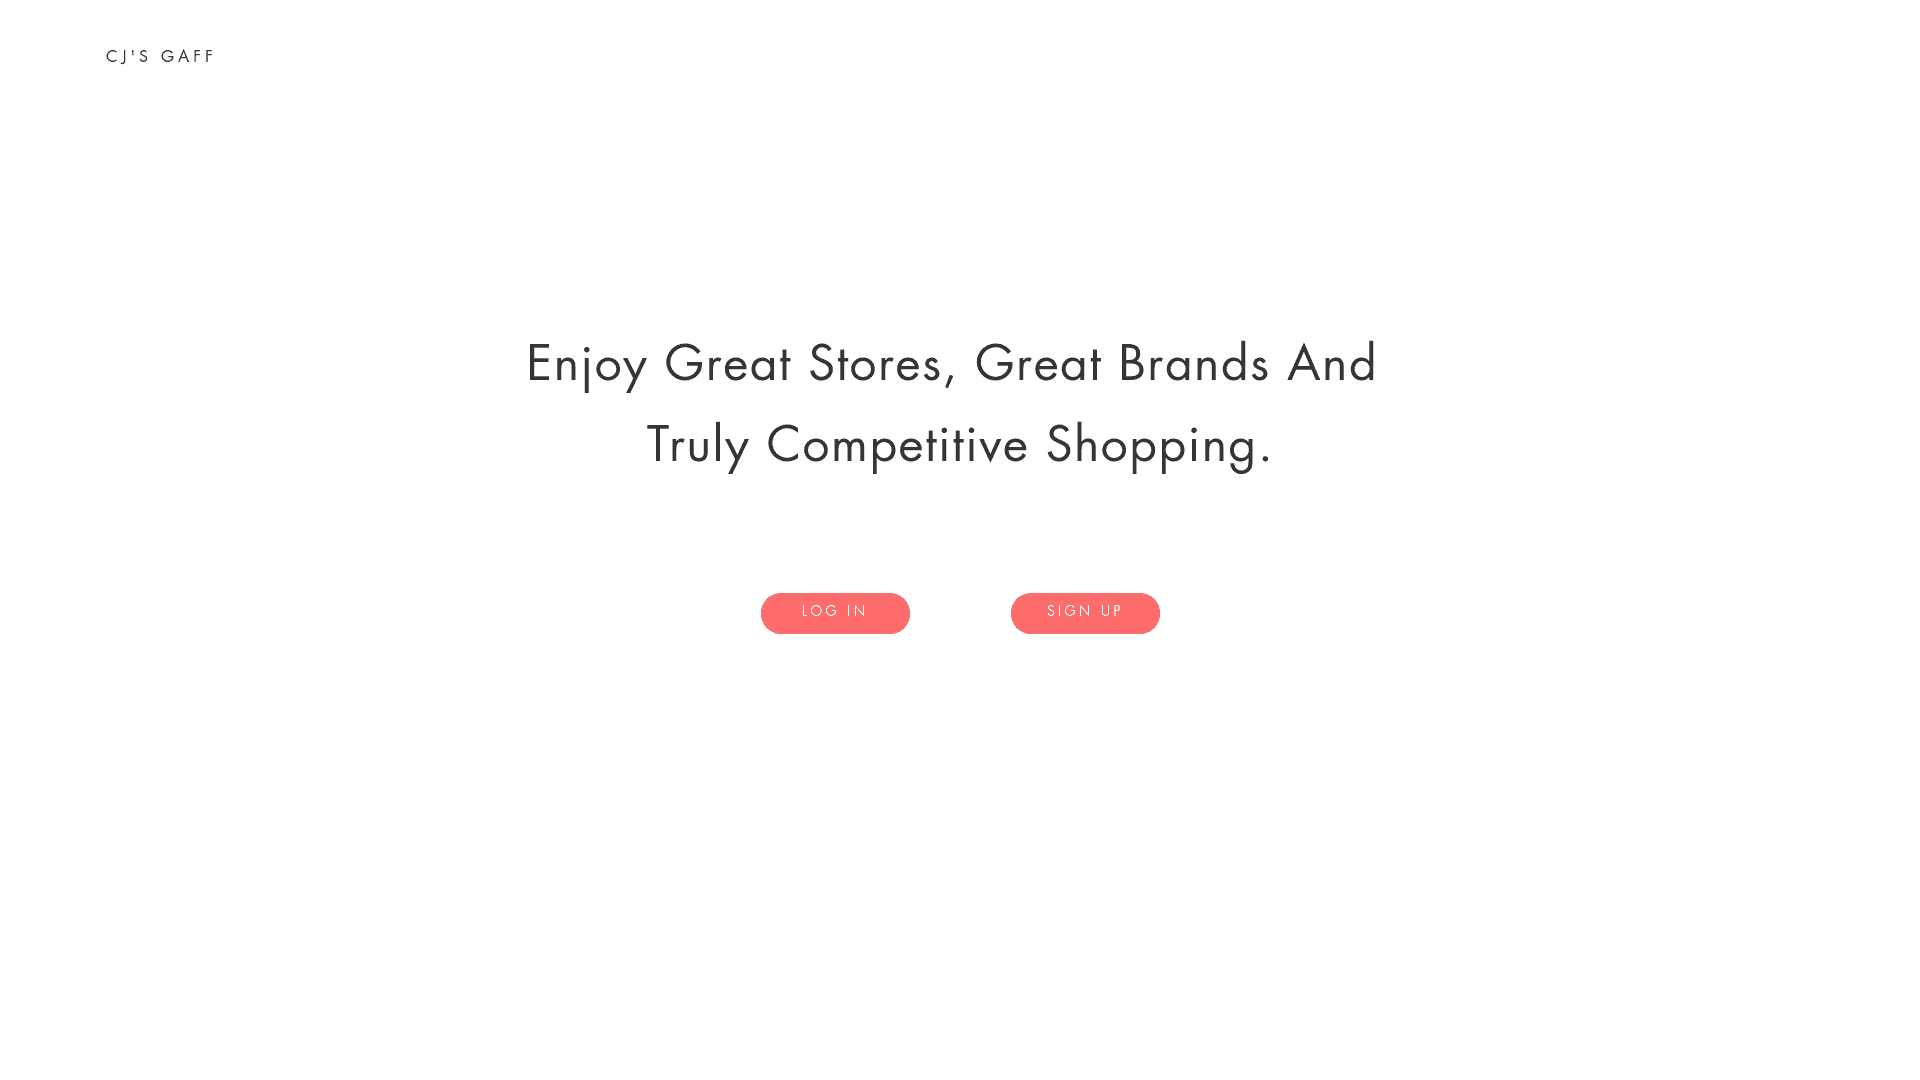 CJ'S GAFF
Enjoy Great Stores, Great Brands And
Truly Competitive Shopping.
LOG IN
SIGN UP